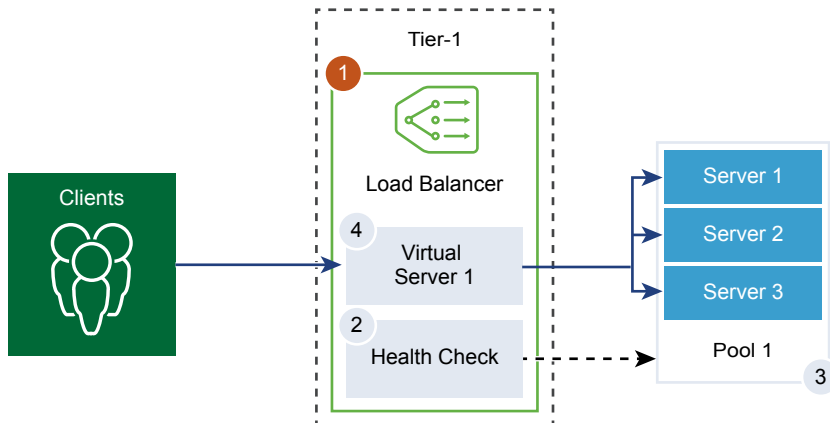 Tier-1
1
Load Balancer
Clients
4
Virtual
Server 1
2
Health Check
Server 1
Server 2
Server 3
Pool 1
3